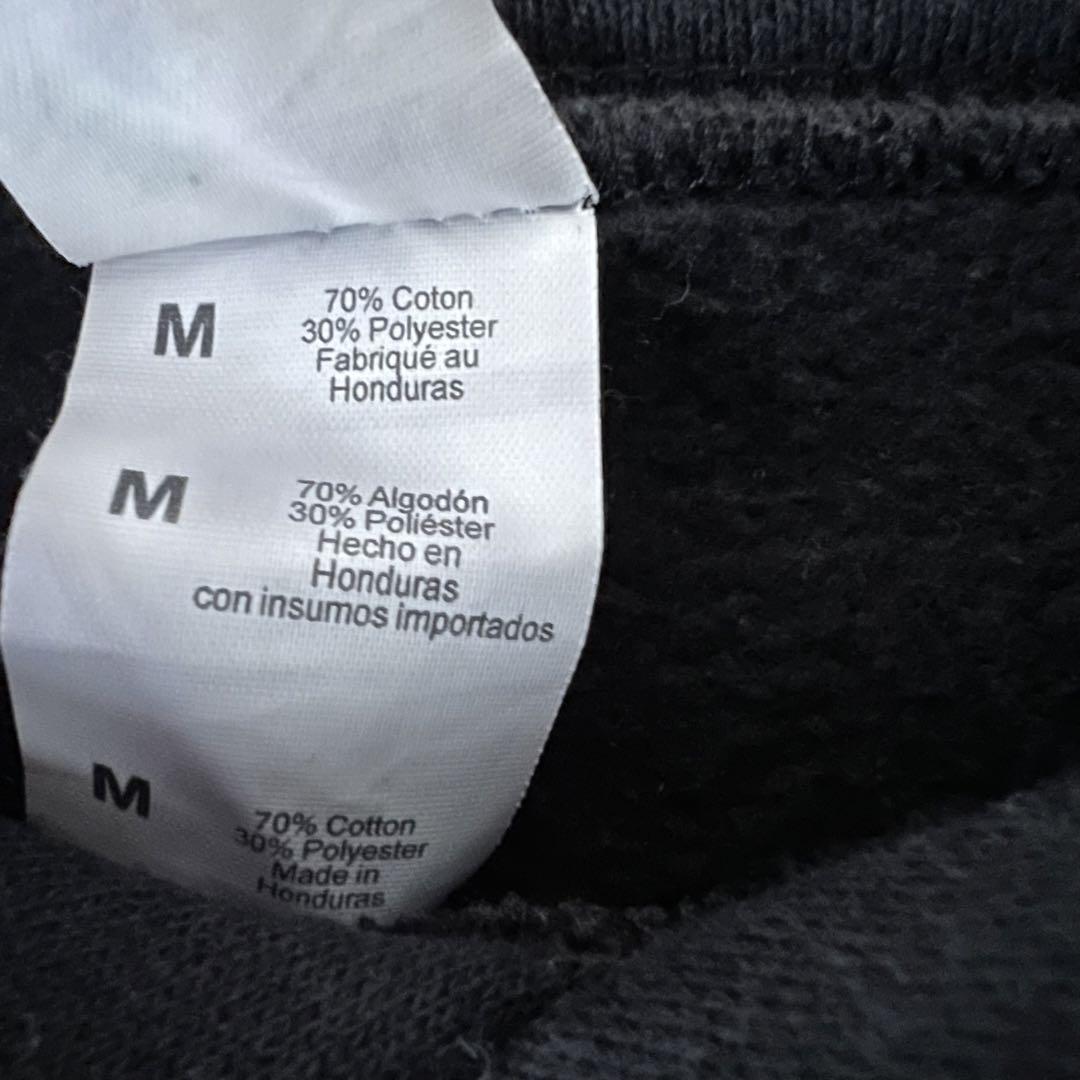 M
70% Coton
30% Polyester
Fabriqué au
Honduras
M
70% Algodón
30% Poliéster
Hecho en
Honduras
con insumos importados
M
70% Cotton
30% Polyester
Made in
Honduras